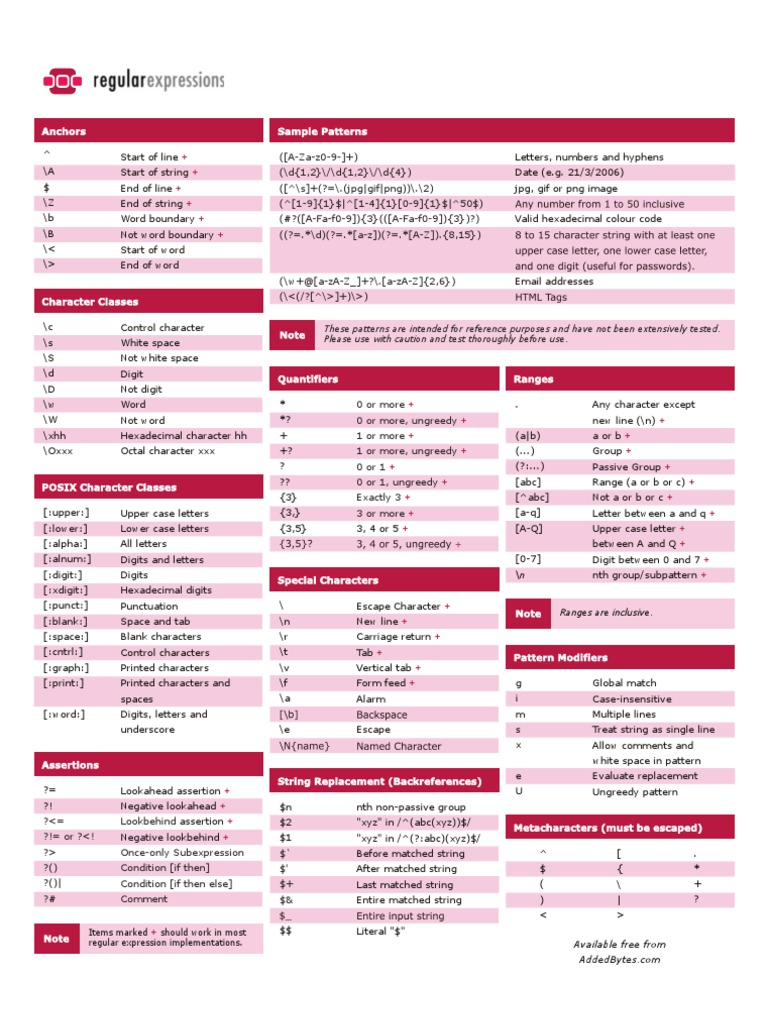 regularexpressions
Anchors
^ Start of line +
\A Start of string +
$ End of line +
\Z End of string +
\b Word boundary +
\B Not word boundary +
\< Start of word
\> End of word
Character Classes
\c Control character
\s White space
\S Not white space
\d Digit
\D Not digit
\w Word
\W Not word
\xhh Hexadecimal character hh
\Oxxx Octal character xxx
POSIX Character Classes
[:upper:] Upper case letters
[:lower:] Lower case letters
[:alpha:] All letters
[:alnum:] Digits and letters
[:digit:] Digits
[:xdigit:] Hexadecimal digits
[:punct:] Punctuation
[:blank:] Space and tab
[:space:] Blank characters
[:cntrl:] Control characters
[:graph:] Printed characters
[:print:] Printed characters and
spaces
[:word:] Digits, letters and
underscore
Assertions
?= Lookahead assertion +
?! Negative lookahead +
?<= Lookbehind assertion +
?!= or ?<! Negative lookbehind +
?> Once-only Subexpression
?() Condition [if then]
?()| Condition [if then else]
?# Comment
Note Items marked + should work in most
regular expression implementations.
Sample Patterns
([A-Za-z0-9-]+) Letters, numbers and hyphens
(\d{1,2}\/\d{1,2}\/\d{4}) Date (e.g. 21/3/2006)
([^\s]+(?=\.(jpg|gif|png))\.\2) jpg, gif or png image
(^[1-9]{1}$|^[1-4]{1}[0-9]{1}$|^50$) Any number from 1 to 50 inclusive
(#?([A-Fa-f0-9]){3}(([A-Fa-f0-9]){3})?) Valid hexadecimal colour code
((?=.*\d)(?=.*[a-z])(?=.*[A-Z]).{8,15}) 8 to 15 character string with at least one
upper case letter, one lower case letter,
and one digit (useful for passwords).
(\w+@[a-zA-Z_]+?\.[a-zA-Z]{2,6}) Email addresses
(\<(/?[^\>]+)\>) HTML Tags
Note These patterns are intended for reference purposes and have not been extensively tested.
Please use with caution and test thoroughly before use.
Quantifiers
* 0 or more +
*? 0 or more, ungreedy +
+ 1 or more +
+? 1 or more, ungreedy +
? 0 or 1 +
?? 0 or 1, ungreedy +
{3} Exactly 3 +
{3,} 3 or more +
{3,5} 3, 4 or 5 +
{3,5}? 3, 4 or 5, ungreedy +
Special Characters
\ Escape Character +
\n New line +
\r Carriage return +
\t Tab +
\v Vertical tab +
\f Form feed +
\a Alarm
[\b] Backspace
\e Escape
\N{name} Named Character
String Replacement (Backreferences)
$n nth non-passive group
$2 "xyz" in /^(abc(xyz))$/
$1 "xyz" in /^(?:abc)(xyz)$/
$` Before matched string
$' After matched string
$+ Last matched string
$& Entire matched string
$_ Entire input string
$$ Literal "$"
Ranges
. Any character except
new line (\n) +
(a|b) a or b +
(...) Group +
(?:...) Passive Group +
[abc] Range (a or b or c) +
[^abc] Not a or b or c +
[a-q] Letter between a and q +
[A-Q] Upper case letter +
between A and Q +
[0-7] Digit between 0 and 7 +
\n nth group/subpattern +
Note Ranges are inclusive.
Pattern Modifiers
g Global match
i Case-insensitive
m Multiple lines
s Treat string as single line
x Allow comments and
white space in pattern
e Evaluate replacement
U Ungreedy pattern
Metacharacters (must be escaped)
^ [ .
$ { *
( \ +
) | ?
< >
Available free from
AddedBytes.com